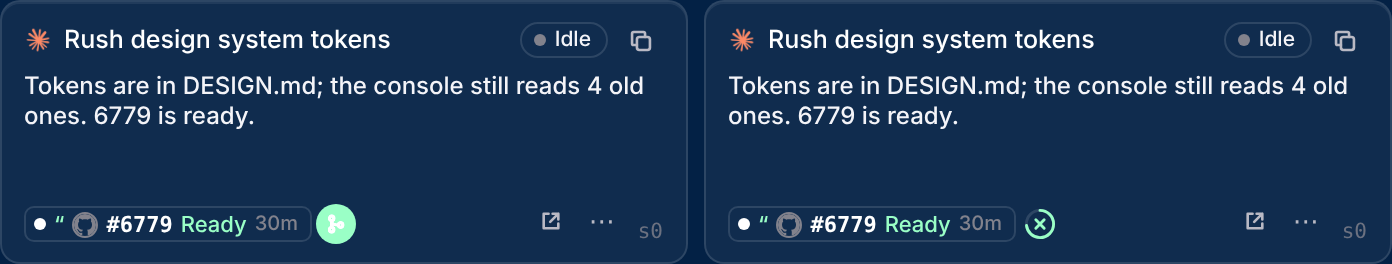 Rush design system tokens
Idle
Tokens are in DESIGN.md; the console still reads 4 old
ones. 6779 is ready.
“ #6779 Ready 30m
... s0
Rush design system tokens
Idle
Tokens are in DESIGN.md; the console still reads 4 old
ones. 6779 is ready.
“ #6779 Ready 30m
... s0